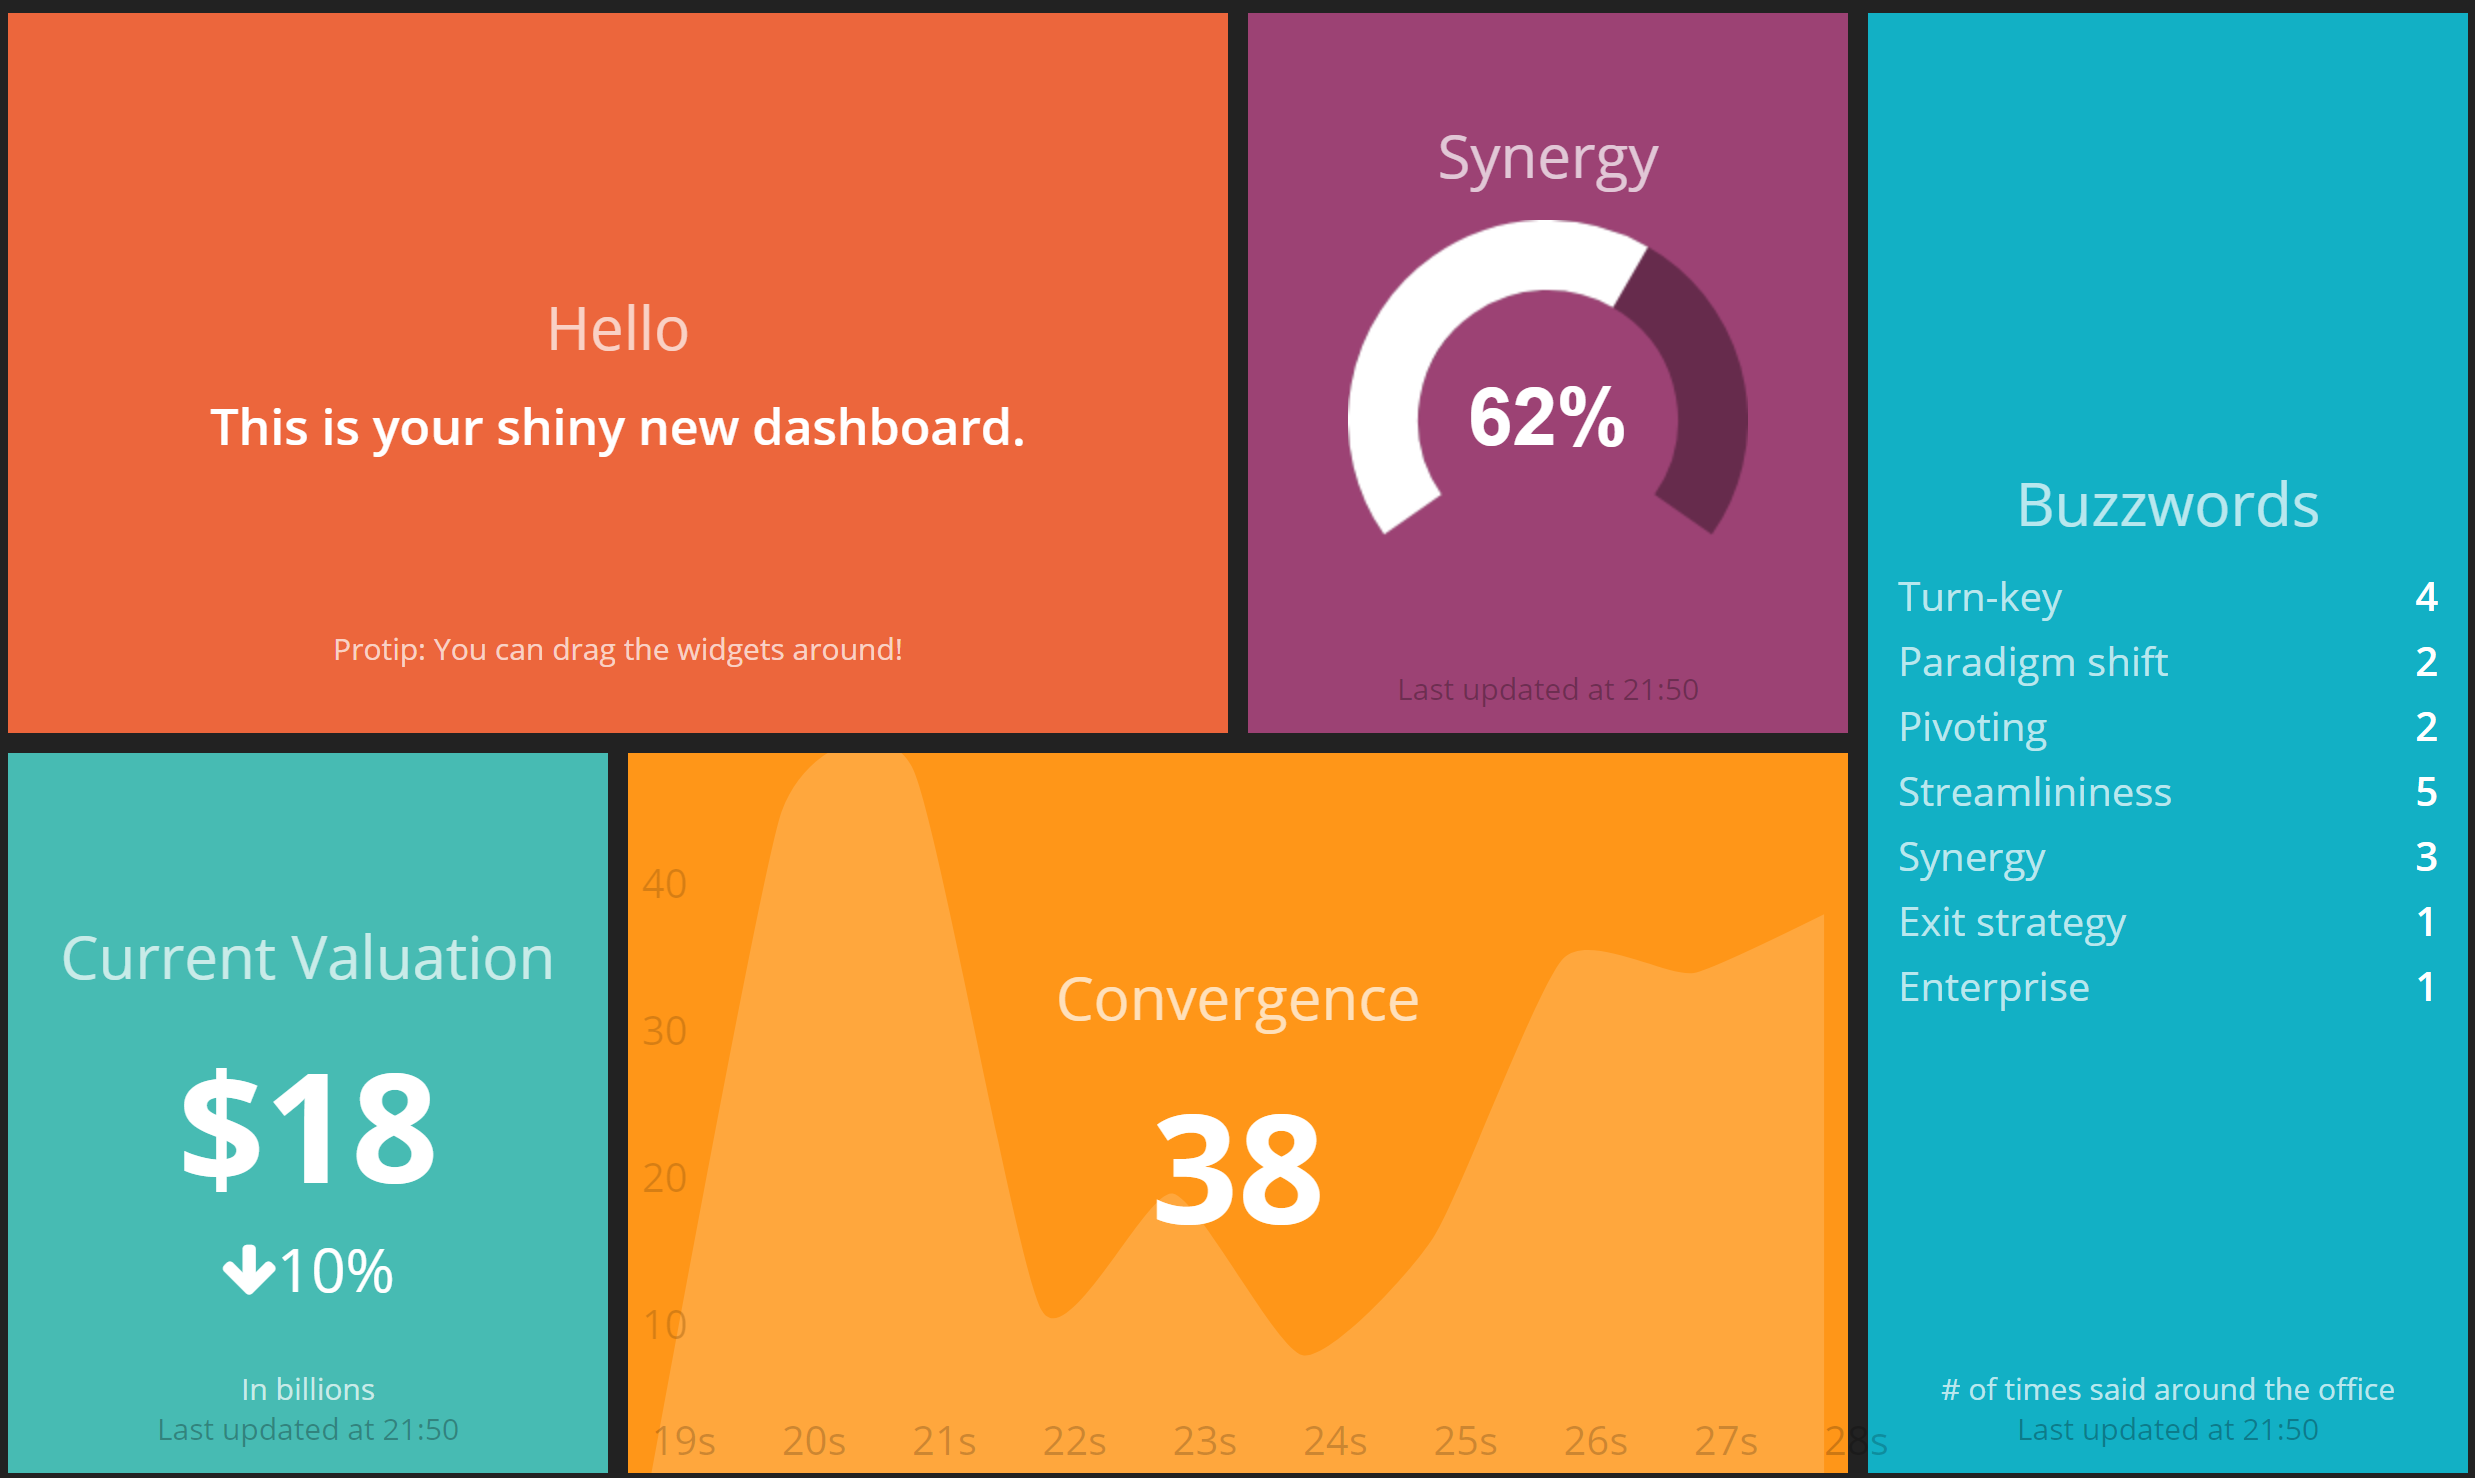 Hello
This is your shiny new dashboard.
Protip: You can drag the widgets around!
Synergy
62%
Last updated at 21:50
Buzzwords
Turn-key 4
Paradigm shift 2
Pivoting 2
Streamlininess 5
Synergy 3
Exit strategy 1
Enterprise 1
# of times said around the office
Last updated at 21:50
Current Valuation
$18
10%
In billions
Last updated at 21:50
Convergence
38
40
30
20
10
19s 20s 21s 22s 23s 24s 25s 26s 27s 28s